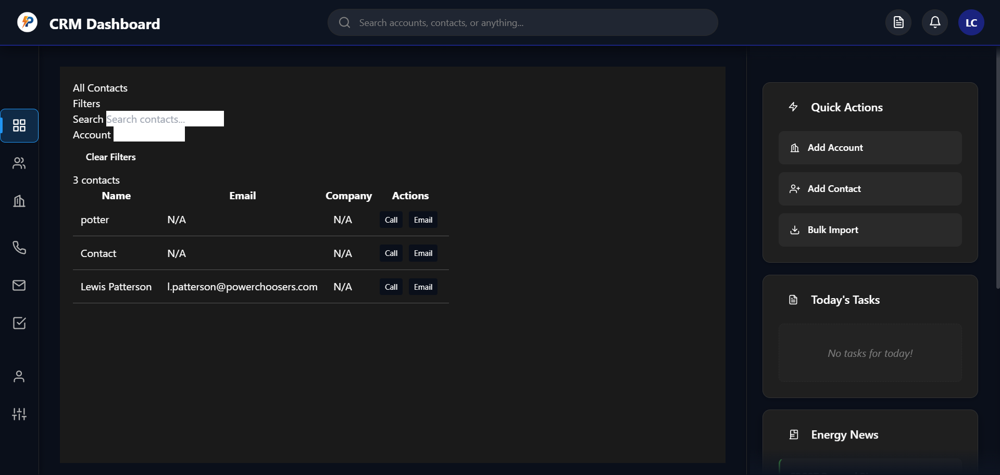 CRM Dashboard
Search accounts, contacts, or anything...
LC
All Contacts
Filters
Search Search contacts...
Account
Clear Filters
3 contacts
Name Email Company Actions
potter N/A N/A Call Email
Contact N/A N/A Call Email
Lewis Patterson l.patterson@powerchoosers.com N/A Call Email
Quick Actions
Add Account
Add Contact
Bulk Import
Today's Tasks
No tasks for today!
Energy News